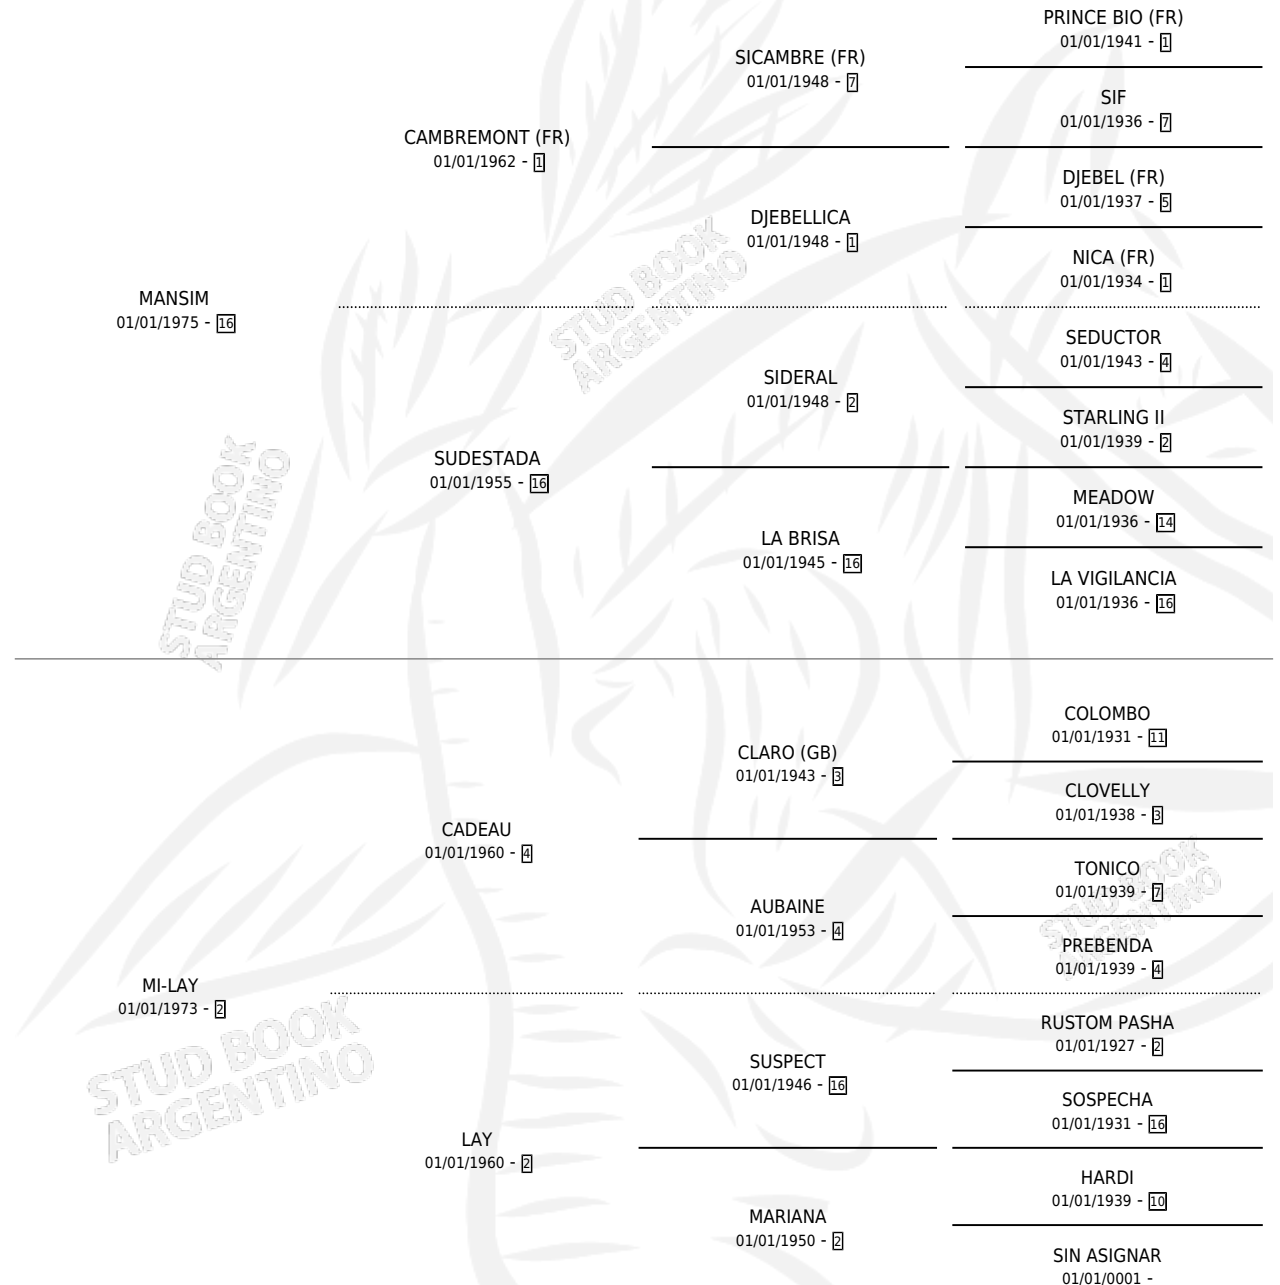 PRINCE BIO (FR)
01/01/1941 - 1
SICAMBRE (FR)
01/01/1948 - 7
SIF
01/01/1936 - 7
CAMBREMONT (FR)
01/01/1962 - 1
DJEBEL (FR)
01/01/1937 - 5
DJEBELLICA
01/01/1948 - 1
NICA (FR)
01/01/1934 - 1
MANSIM
01/01/1975 - 16
SEDUCTOR
01/01/1943 - 4
SIDERAL
01/01/1948 - 2
STARLING II
01/01/1939 - 2
SUDESTADA
01/01/1955 - 16
MEADOW
01/01/1936 - 14
LA BRISA
01/01/1945 - 16
LA VIGILANCIA
01/01/1936 - 16
COLOMBO
01/01/1931 - 11
CLARO (GB)
01/01/1943 - 3
CLOVELLY
01/01/1938 - 3
CADEAU
01/01/1960 - 4
TONICO
01/01/1939 - 7
AUBAINE
01/01/1953 - 4
PREBENDA
01/01/1939 - 4
MI-LAY
01/01/1973 - 2
RUSTOM PASHA
01/01/1927 - 2
SUSPECT
01/01/1946 - 16
SOSPECHA
01/01/1931 - 16
LAY
01/01/1960 - 2
HARDI
01/01/1939 - 10
MARIANA
01/01/1950 - 2
SIN ASIGNAR
01/01/0001 -
STUD BOOK
ARGENTINO
STUD BOOK
ARGENTINO
STUD BOOK
ARGENTINO
STUD BOOK
ARGENTINO